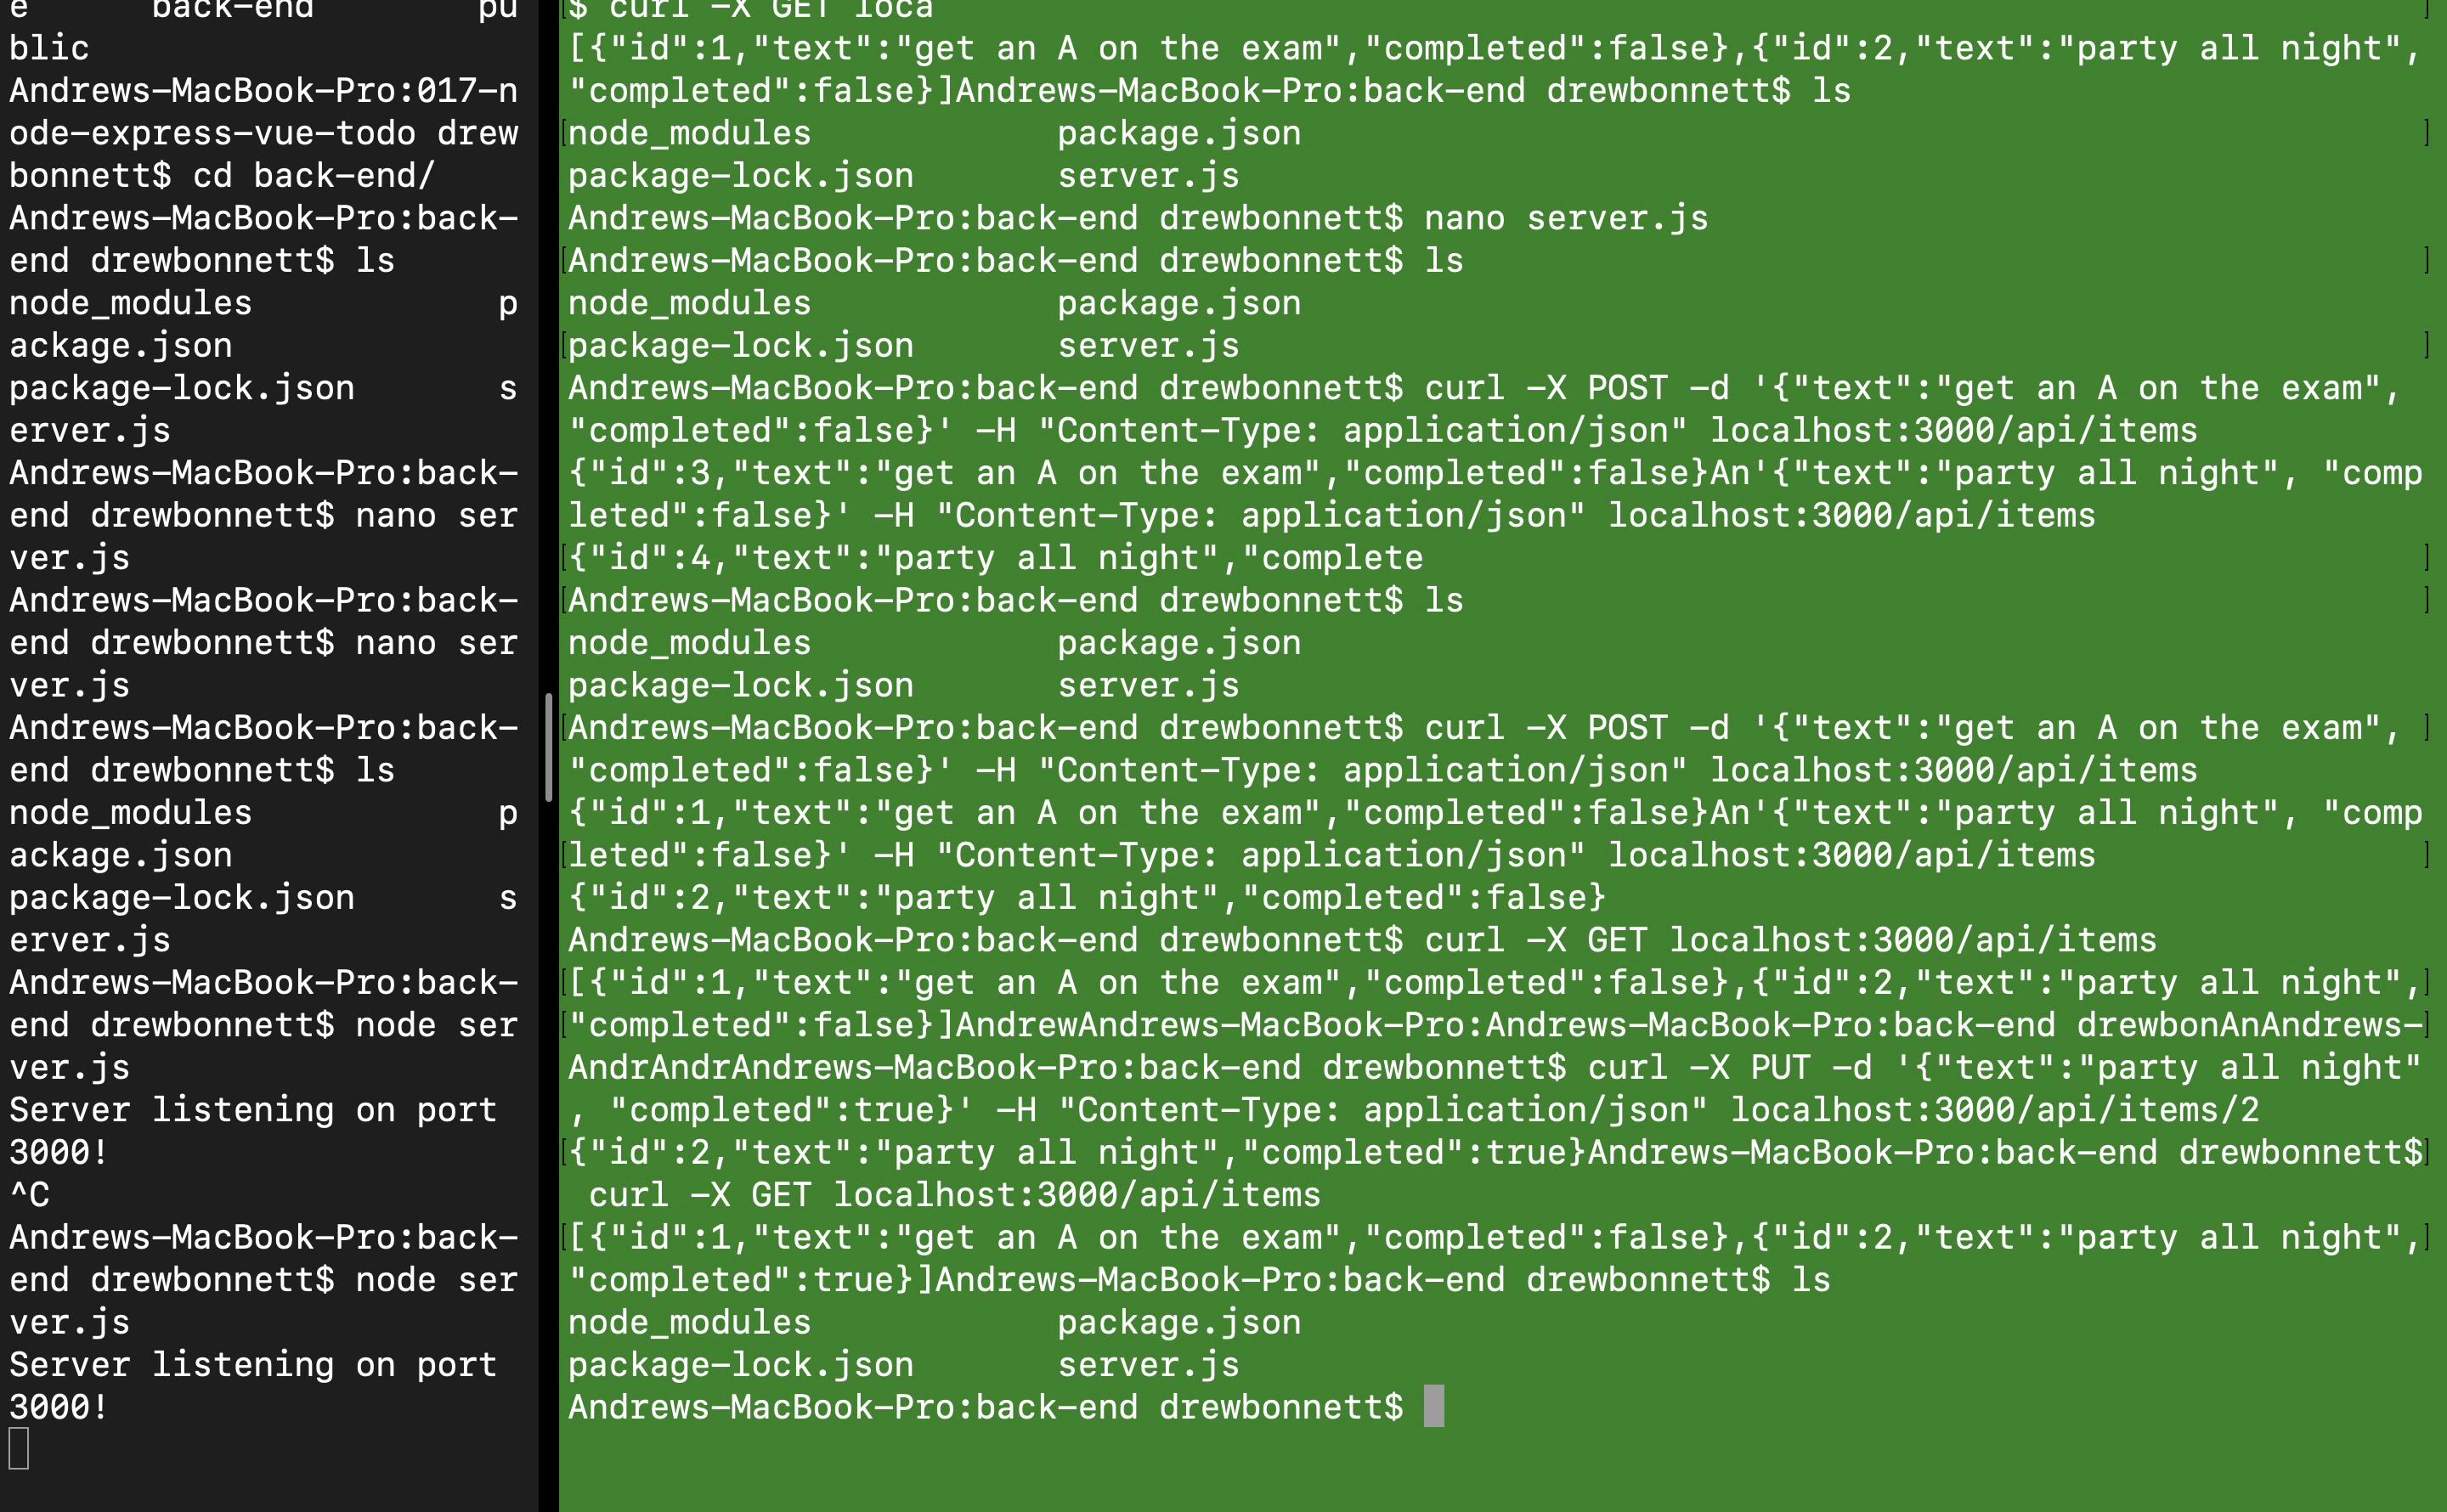 e      back-end        pu
blic
Andrews-MacBook-Pro:017-n
ode-express-vue-todo drew
bonnett$ cd back-end/
Andrews-MacBook-Pro:back-
end drewbonnett$ ls
node_modules            p
ackage.json
package-lock.json       s
erver.js
Andrews-MacBook-Pro:back-
end drewbonnett$ nano ser
ver.js
Andrews-MacBook-Pro:back-
end drewbonnett$ nano ser
ver.js
Andrews-MacBook-Pro:back-
end drewbonnett$ ls
node_modules            p
ackage.json
package-lock.json       s
erver.js
Andrews-MacBook-Pro:back-
end drewbonnett$ node ser
ver.js
Server listening on port
3000!
^C
Andrews-MacBook-Pro:back-
end drewbonnett$ node ser
ver.js
Server listening on port
3000!
$ curl -X GET loca
[{"id":1,"text":"get an A on the exam","completed":false},{"id":2,"text":"party all night",
"completed":false}]Andrews-MacBook-Pro:back-end drewbonnett$ ls
node_modules            package.json
package-lock.json       server.js
Andrews-MacBook-Pro:back-end drewbonnett$ nano server.js
Andrews-MacBook-Pro:back-end drewbonnett$ ls
node_modules            package.json
package-lock.json       server.js
Andrews-MacBook-Pro:back-end drewbonnett$ curl -X POST -d '{"text":"get an A on the exam",
"completed":false}' -H "Content-Type: application/json" localhost:3000/api/items
{"id":3,"text":"get an A on the exam","completed":false}An'{"text":"party all night", "comp
leted":false}' -H "Content-Type: application/json" localhost:3000/api/items
{"id":4,"text":"party all night","complete
Andrews-MacBook-Pro:back-end drewbonnett$ ls
node_modules            package.json
package-lock.json       server.js
Andrews-MacBook-Pro:back-end drewbonnett$ curl -X POST -d '{"text":"get an A on the exam",
"completed":false}' -H "Content-Type: application/json" localhost:3000/api/items
{"id":1,"text":"get an A on the exam","completed":false}An'{"text":"party all night", "comp
leted":false}' -H "Content-Type: application/json" localhost:3000/api/items
{"id":2,"text":"party all night","completed":false}
Andrews-MacBook-Pro:back-end drewbonnett$ curl -X GET localhost:3000/api/items
[{"id":1,"text":"get an A on the exam","completed":false},{"id":2,"text":"party all night",
"completed":false}]AndrewAndrews-MacBook-Pro:Andrews-MacBook-Pro:back-end drewbonAnAndrews-
AndrAndrAndrews-MacBook-Pro:back-end drewbonnett$ curl -X PUT -d '{"text":"party all night"
, "completed":true}' -H "Content-Type: application/json" localhost:3000/api/items/2
{"id":2,"text":"party all night","completed":true}Andrews-MacBook-Pro:back-end drewbonnett$
 curl -X GET localhost:3000/api/items
[{"id":1,"text":"get an A on the exam","completed":false},{"id":2,"text":"party all night",
"completed":true}]Andrews-MacBook-Pro:back-end drewbonnett$ ls
node_modules            package.json
package-lock.json       server.js
Andrews-MacBook-Pro:back-end drewbonnett$